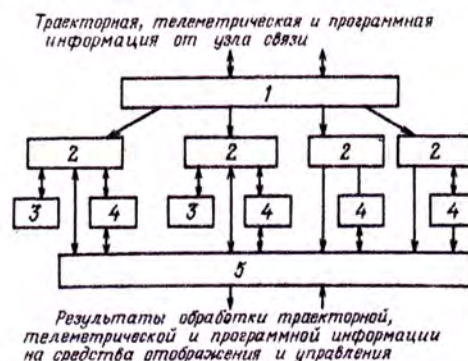 Траекторная, телеметрическая и программная
информация от узла связи
1
2 2 2 2
3 4 3 4 4 4
5
Результаты обработки траекторной,
телеметрической и программной информации
на средства отображения и управления